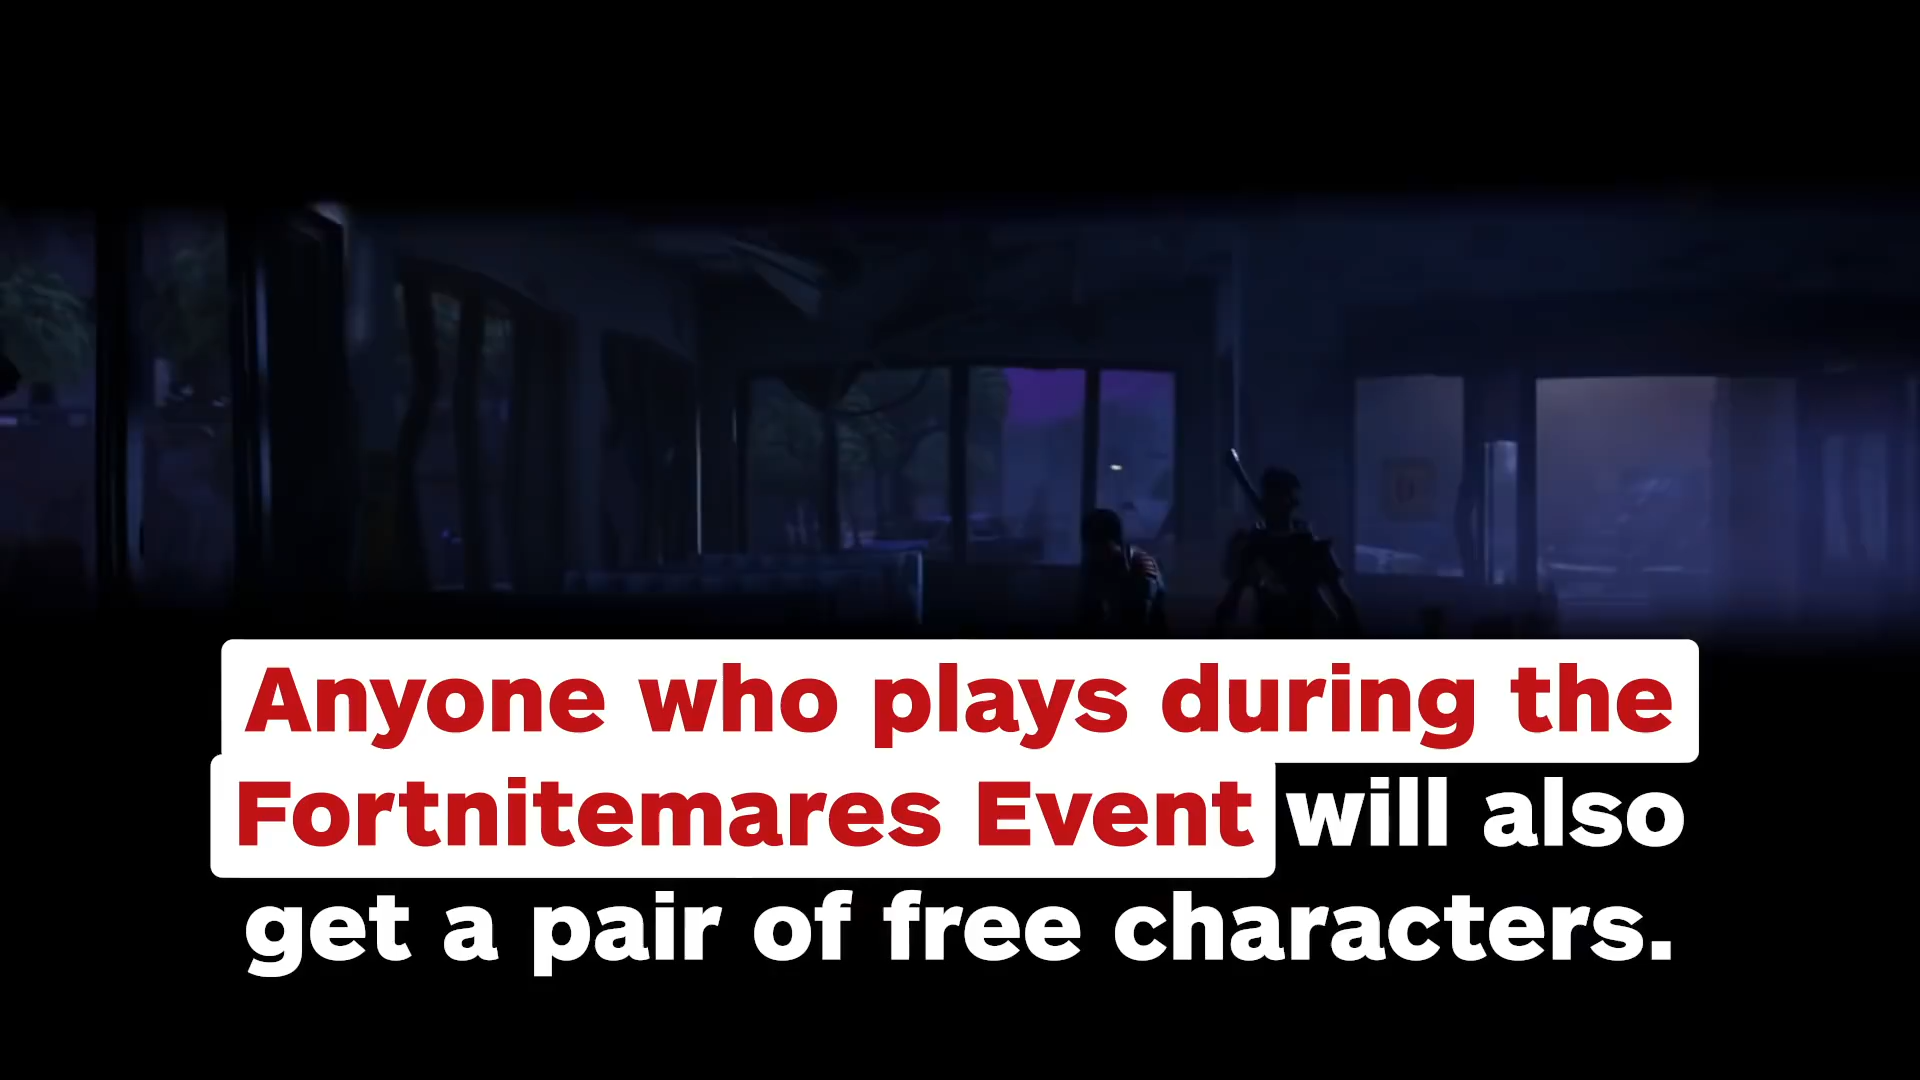 Anyone who plays during the
Fortnitemares Event will also
get a pair of free characters.